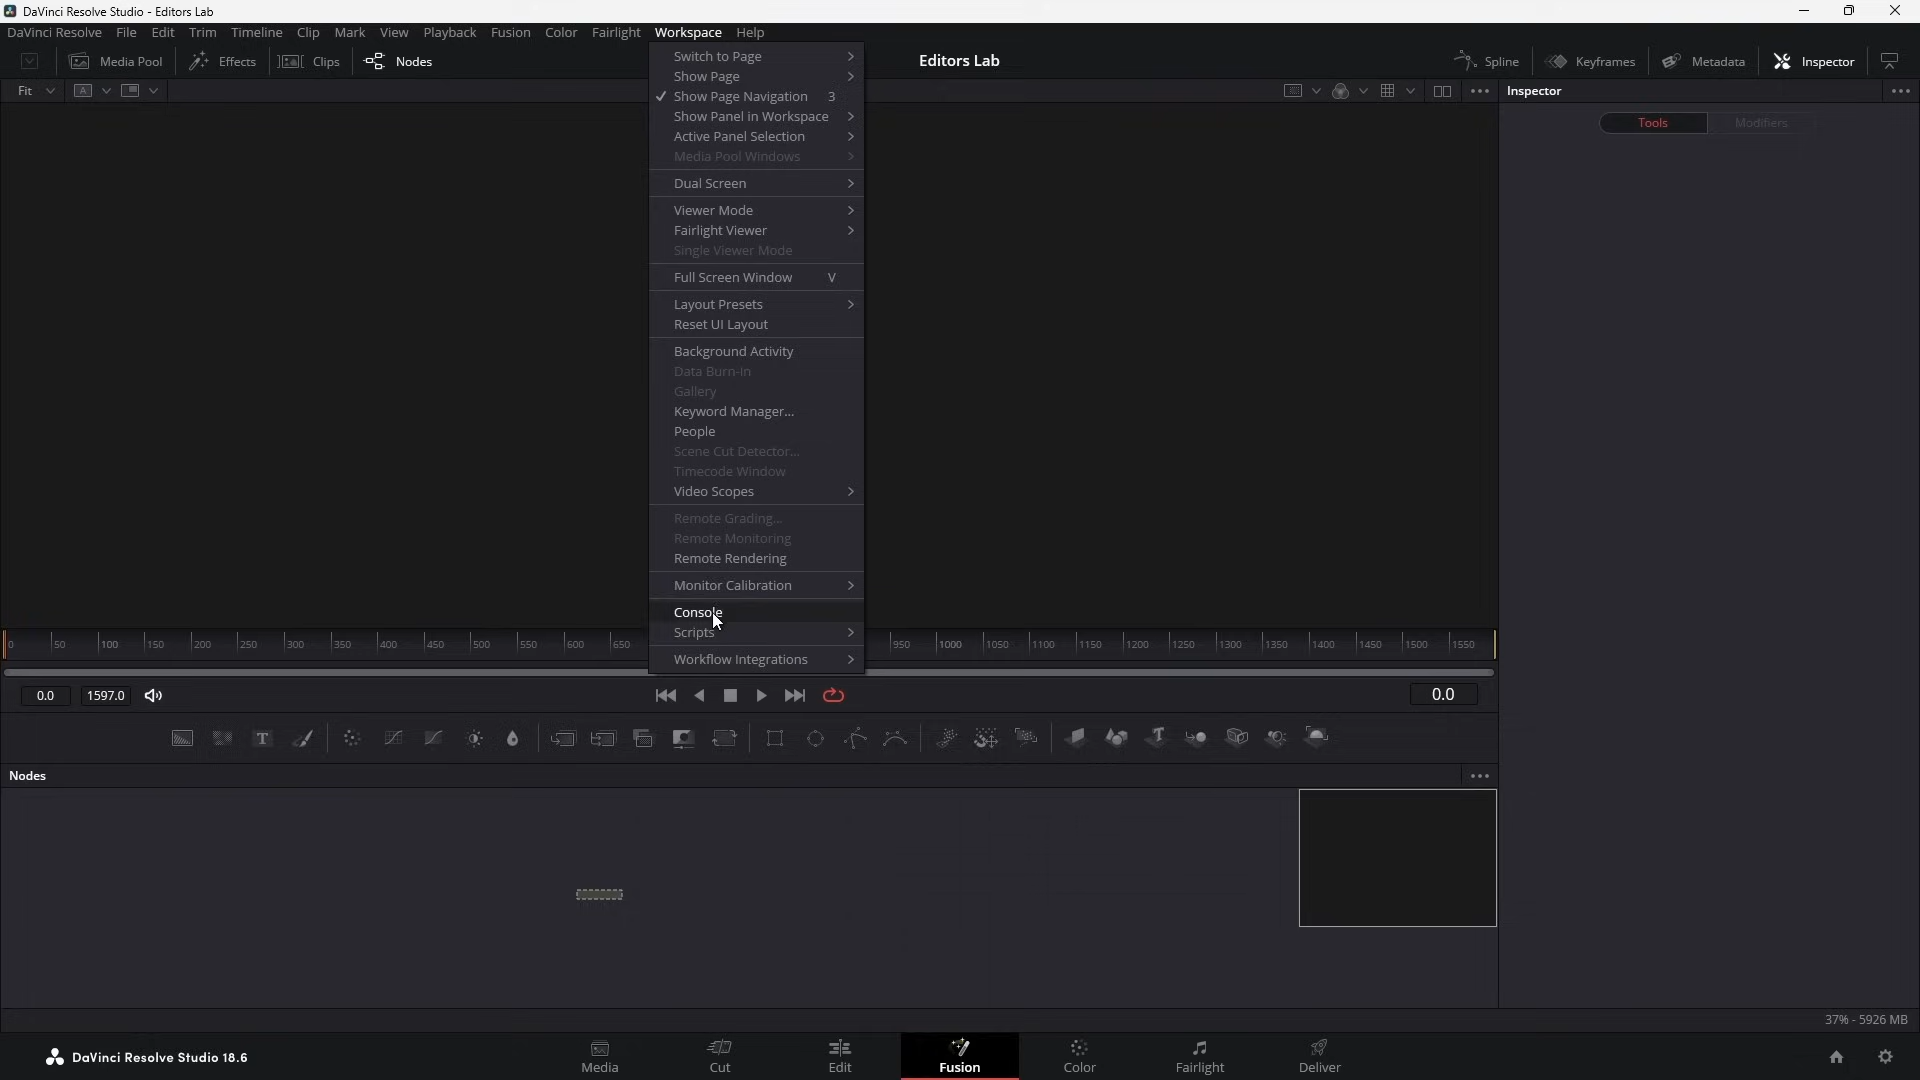 DaVinci Resolve Studio - Editors Lab
DaVinci Resolve File Edit Trim Timeline Clip Mark View Playback Fusion Color Fairlight Workspace Help
Media Pool Effects Clips Nodes
Editors Lab
Spline Keyframes Metadata Inspector
Fit A
Inspector
Tools Modifiers
Switch to Page
Show Page
Show Page Navigation 3
Show Panel in Workspace
Active Panel Selection
Media Pool Windows
Dual Screen
Viewer Mode
Fairlight Viewer
Single Viewer Mode
Full Screen Window V
Layout Presets
Reset UI Layout
Background Activity
Data Burn-In
Gallery
Keyword Manager...
People
Scene Cut Detector...
Timecode Window
Video Scopes
Remote Grading...
Remote Monitoring
Remote Rendering
Monitor Calibration
Console
Scripts
Workflow Integrations
0 50 100 150 200 250 300 350 400 450 500 550 600 650 900 950 1000 1050 1100 1150 1200 1250 1300 1350 1400 1450 1500 1550
0.0 1597.0 0.0
T T
Nodes
37% - 5926 MB
DaVinci Resolve Studio 18.6
Media Cut Edit Fusion Color Fairlight Deliver